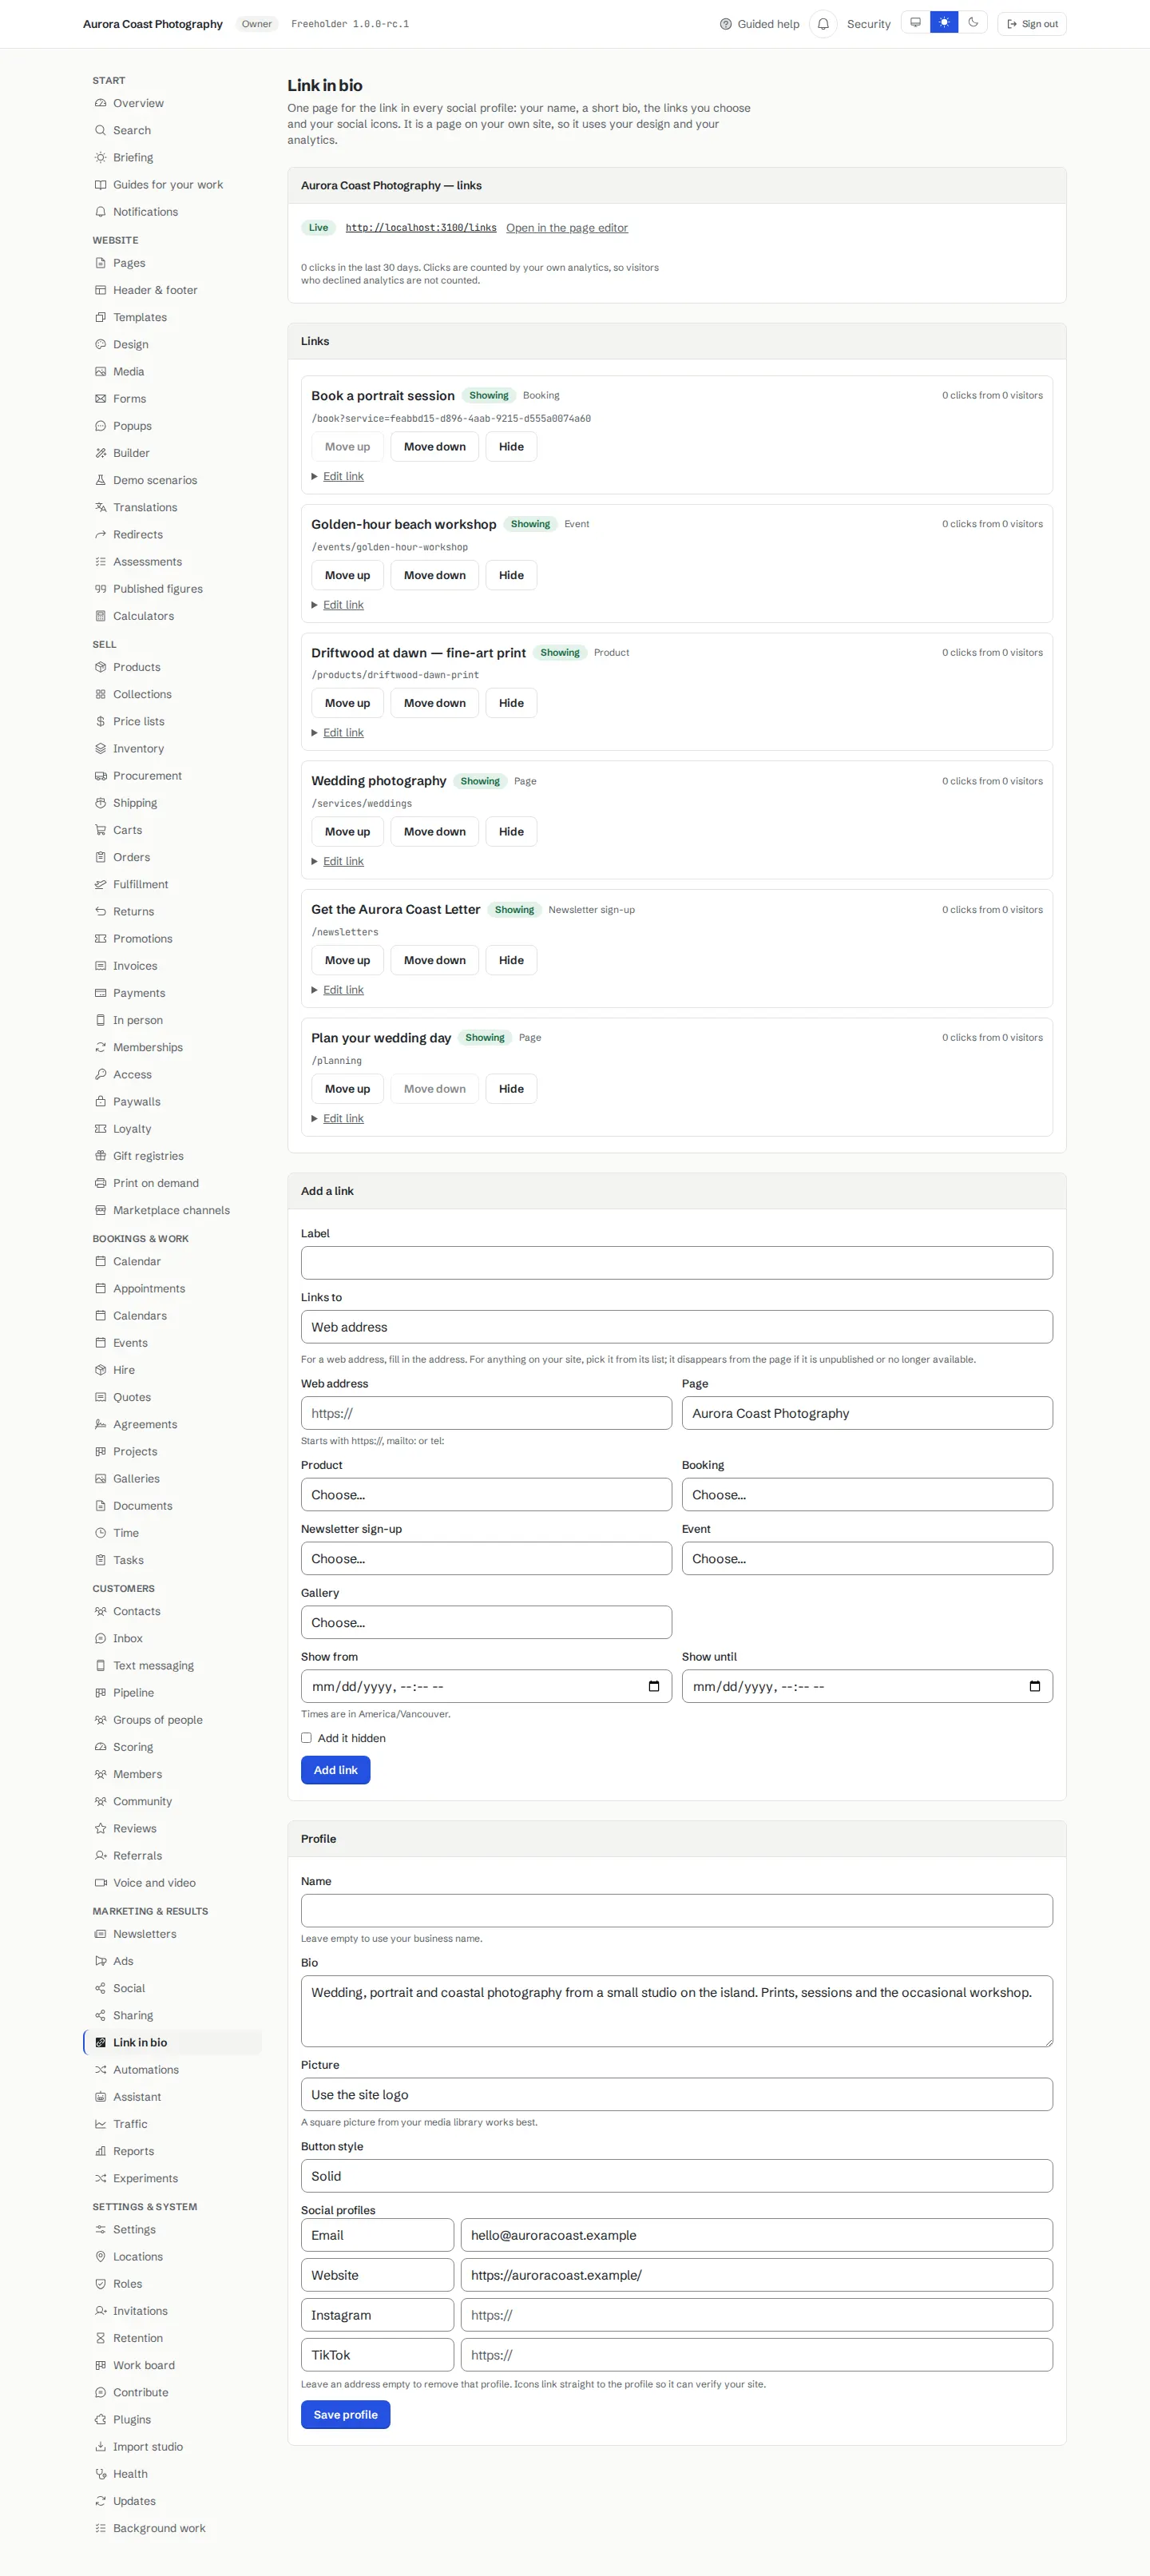 Aurora Coast Photography Owner Freeholder 1.0.0-rc.1 Guided help Security Sign out
START
Overview
Search
Briefing
Guides for your work
Notifications
WEBSITE
Pages
Header & footer
Templates
Design
Media
Forms
Popups
Builder
Demo scenarios
Translations
Redirects
Assessments
Published figures
Calculators
SELL
Products
Collections
Price lists
Inventory
Procurement
Shipping
Carts
Orders
Fulfillment
Returns
Promotions
Invoices
Payments
In person
Memberships
Access
Paywalls
Loyalty
Gift registries
Print on demand
Marketplace channels
BOOKINGS & WORK
Calendar
Appointments
Calendars
Events
Hire
Quotes
Agreements
Projects
Galleries
Documents
Time
Tasks
CUSTOMERS
Contacts
Inbox
Text messaging
Pipeline
Groups of people
Scoring
Members
Community
Reviews
Referrals
Voice and video
MARKETING & RESULTS
Newsletters
Ads
Social
Sharing
Link in bio
Automations
Assistant
Traffic
Reports
Experiments
SETTINGS & SYSTEM
Settings
Locations
Roles
Invitations
Retention
Work board
Contribute
Plugins
Import studio
Health
Updates
Background work
Link in bio
One page for the link in every social profile: your name, a short bio, the links you choose
and your social icons. It is a page on your own site, so it uses your design and your
analytics.
Aurora Coast Photography — links
Live http://localhost:3100/links Open in the page editor
0 clicks in the last 30 days. Clicks are counted by your own analytics, so visitors
who declined analytics are not counted.
Links
Book a portrait session Showing Booking 0 clicks from 0 visitors
/book?service=feabbd15-d896-4aab-9215-d555a0074a60
Move up Move down Hide
Edit link
Golden-hour beach workshop Showing Event 0 clicks from 0 visitors
/events/golden-hour-workshop
Move up Move down Hide
Edit link
Driftwood at dawn — fine-art print Showing Product 0 clicks from 0 visitors
/products/driftwood-dawn-print
Move up Move down Hide
Edit link
Wedding photography Showing Page 0 clicks from 0 visitors
/services/weddings
Move up Move down Hide
Edit link
Get the Aurora Coast Letter Showing Newsletter sign-up 0 clicks from 0 visitors
/newsletters
Move up Move down Hide
Edit link
Plan your wedding day Showing Page 0 clicks from 0 visitors
/planning
Move up Move down Hide
Edit link
Add a link
Label
Links to
Web address
For a web address, fill in the address. For anything on your site, pick it from its list; it disappears from the page if it is unpublished or no longer available.
Web address Page
https:// Aurora Coast Photography
Starts with https://, mailto: or tel:
Product Booking
Choose... Choose...
Newsletter sign-up Event
Choose... Choose...
Gallery
Choose...
Show from Show until
mm/dd/yyyy, --:-- -- mm/dd/yyyy, --:-- --
Times are in America/Vancouver.
Add it hidden
Add link
Profile
Name
Leave empty to use your business name.
Bio
Wedding, portrait and coastal photography from a small studio on the island. Prints, sessions and the occasional workshop.
Picture
Use the site logo
A square picture from your media library works best.
Button style
Solid
Social profiles
Email hello@auroracoast.example
Website https://auroracoast.example/
Instagram https://
TikTok https://
Leave an address empty to remove that profile. Icons link straight to the profile so it can verify your site.
Save profile